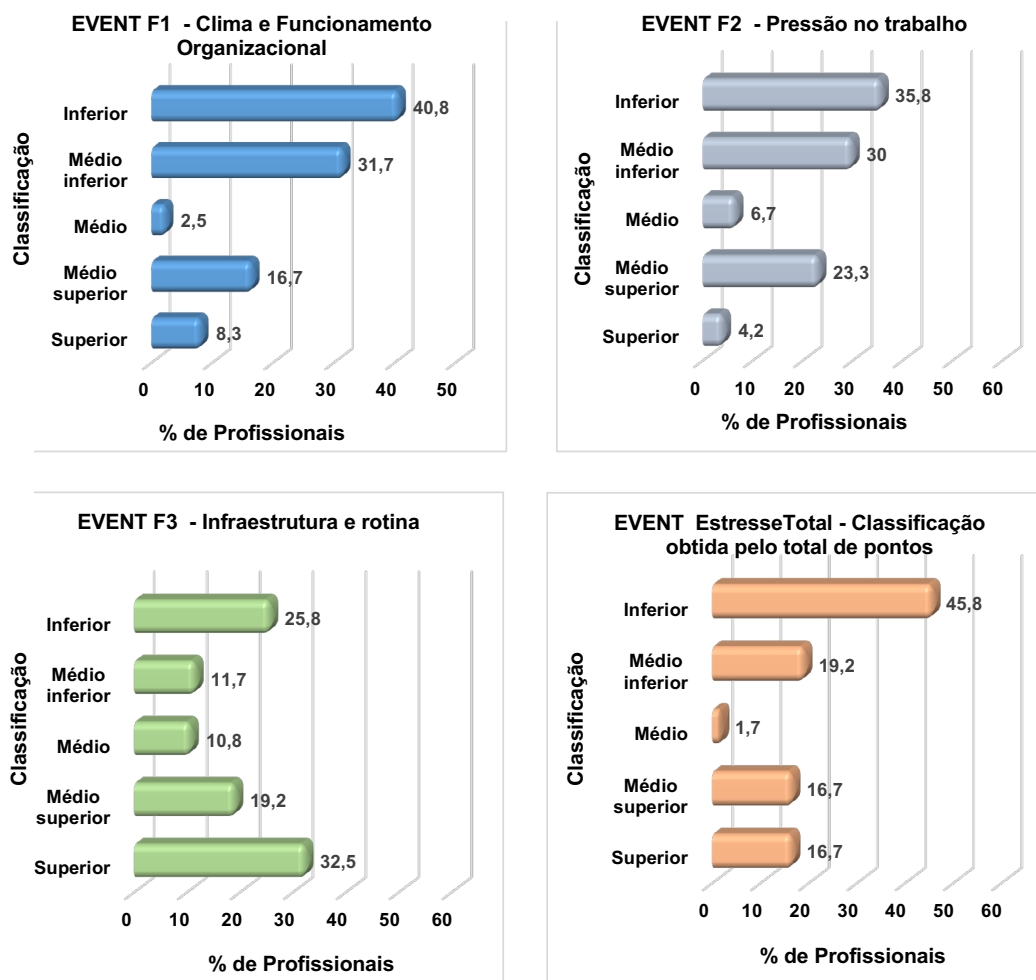 EVENT F1 - Clima e Funcionamento
Organizacional
Classificação
Inferior
40,8
Médio
inferior
31,7
Médio
2,5
Médio
superior
16,7
Superior
8,3
0 10 20 30 40 50
% de Profissionais
EVENT F2 - Pressão no trabalho
Classificação
Inferior
35,8
Médio
inferior
30
Médio
6,7
Médio
superior
23,3
Superior
4,2
0 10 20 30 40 50 60
% de Profissionais
EVENT F3 - Infraestrutura e rotina
Classificação
Inferior
25,8
Médio
inferior
11,7
Médio
10,8
Médio
superior
19,2
Superior
32,5
0 10 20 30 40 50 60
% de Profissionais
EVENT EstresseTotal - Classificação
obtida pelo total de pontos
Classificação
Inferior
45,8
Médio
inferior
19,2
Médio
1,7
Médio
superior
16,7
Superior
16,7
0 10 20 30 40 50 60
% de Profissionais